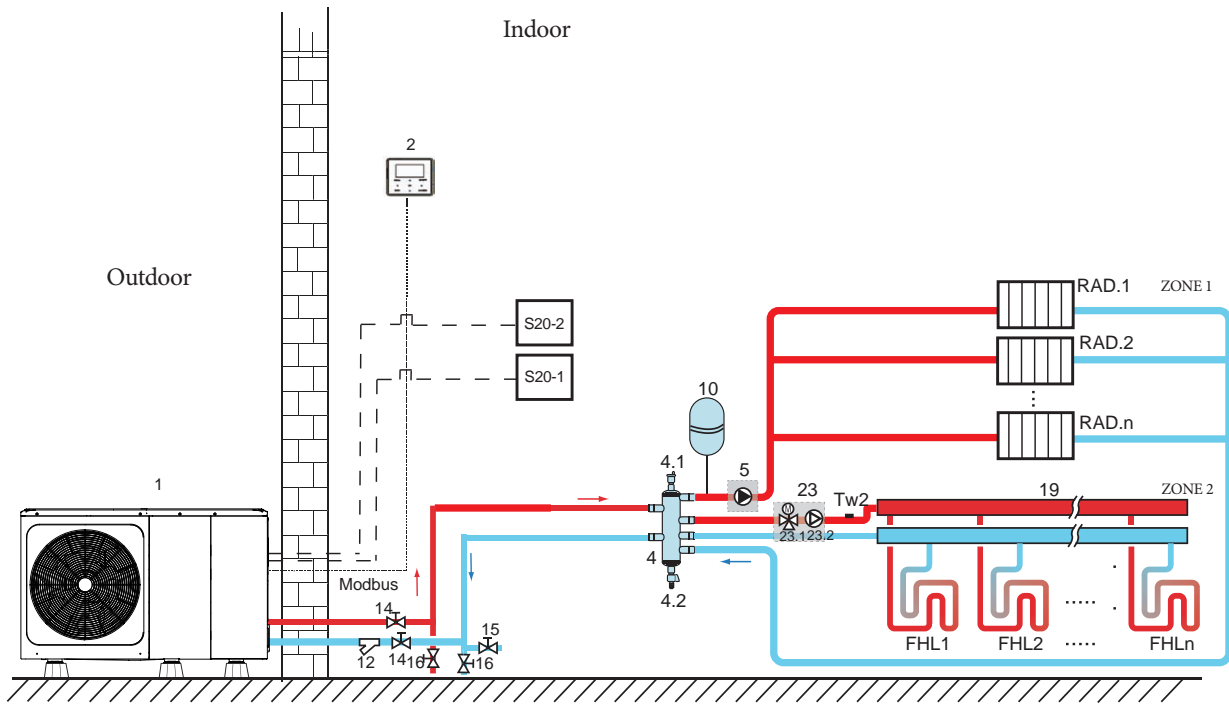 Indoor
2
Outdoor
RAD.1 ZONE 1
S20-2
RAD.2
S20-1
10
RAD.n
4.1
5
1
23
19
ZONE 2
Tw2
M
23.1 23.2
4
Modbus
4.2
14
15
12 14 16 16
FHL1 FHL2 ..... FHLn